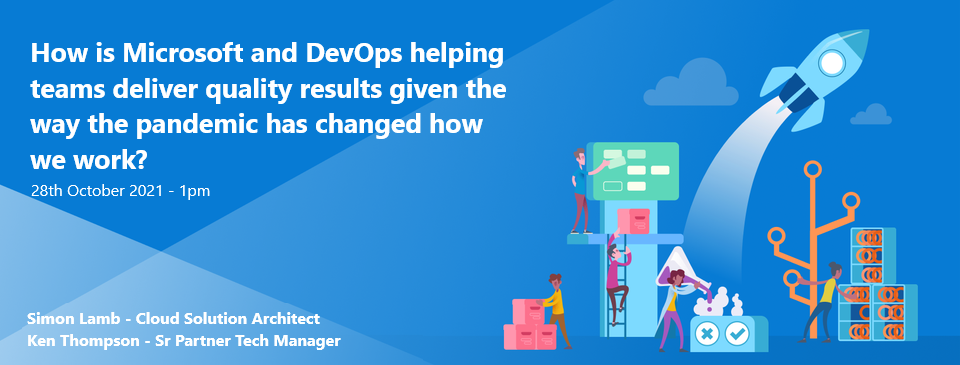 How is Microsoft and DevOps helping
teams deliver quality results given the
way the pandemic has changed how
we work?
28th October 2021 - 1pm
Simon Lamb - Cloud Solution Architect
Ken Thompson - Sr Partner Tech Manager